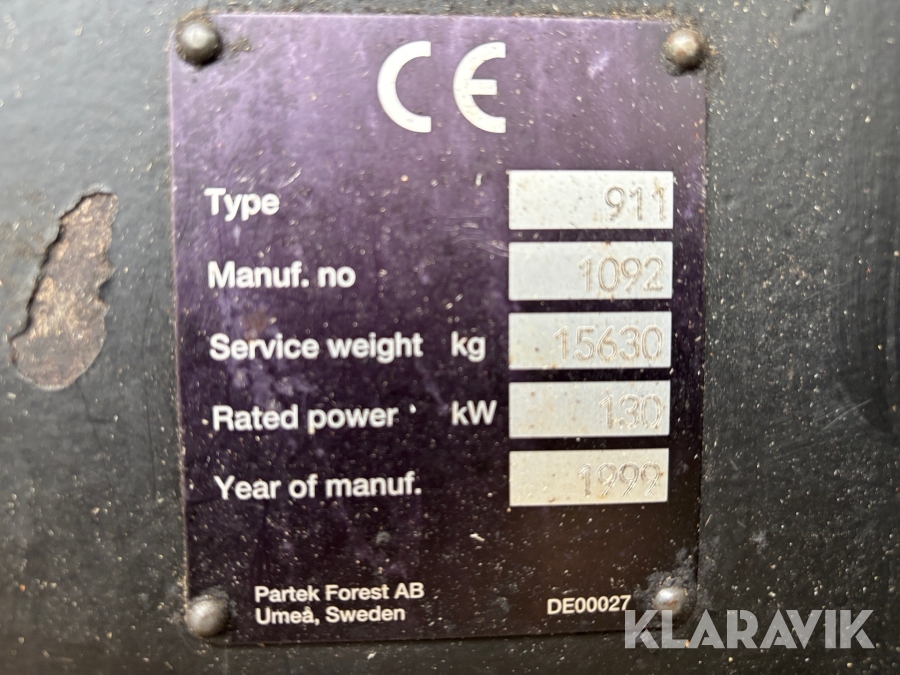 CE
Type 911
Manuf. no 1092
Service weight kg 15630
Rated power kW 130
Year of manuf. 1999
Partek Forest AB
Umeå, Sweden DE00027
KLARAVIK